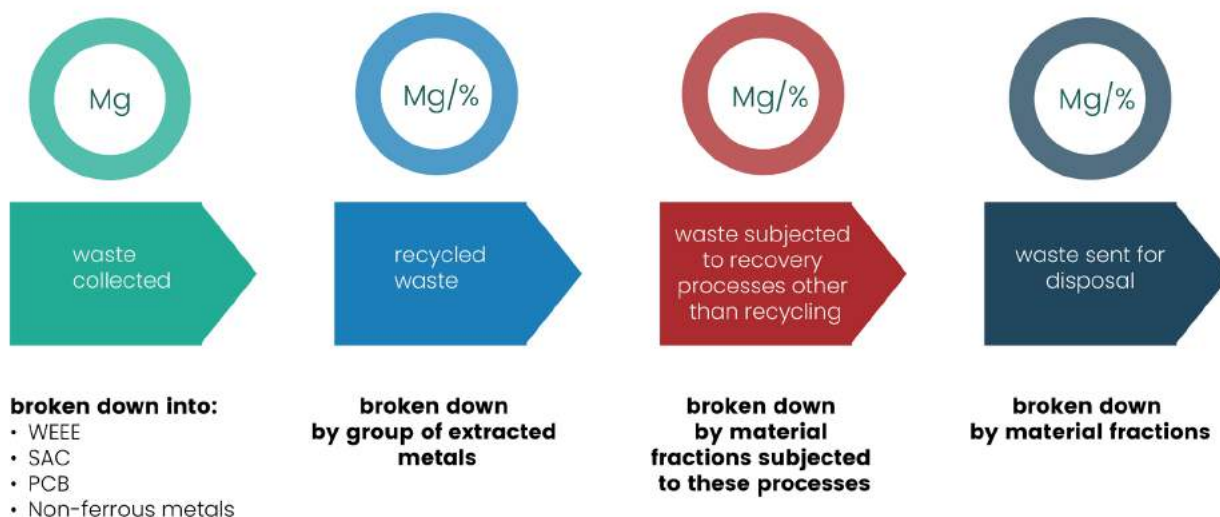 Mg
Mg/%
Mg/%
Mg/%
waste
collected
recycled
waste
waste subjected
to recovery
processes other
than recycling
waste sent for
disposal
broken down into:
• WEEE
• SAC
• PCB
• Non-ferrous metals
broken down
by group of extracted
metals
broken down
by material
fractions subjected
to these processes
broken down
by material fractions